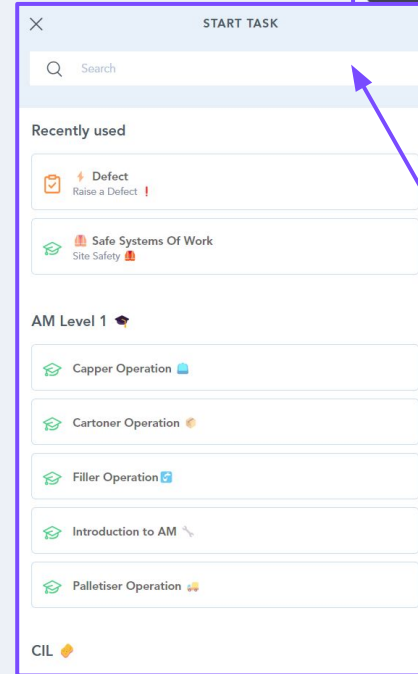 START TASK
Search
Recently used
⚡ Defect
Raise a Defect ❗
🦺 Safe Systems Of Work
Site Safety 🦺
AM Level 1 🎓
Capper Operation
Cartoner Operation 📦
Filler Operation
Introduction to AM 🔧
Palletiser Operation 🚚
CIL 🧽